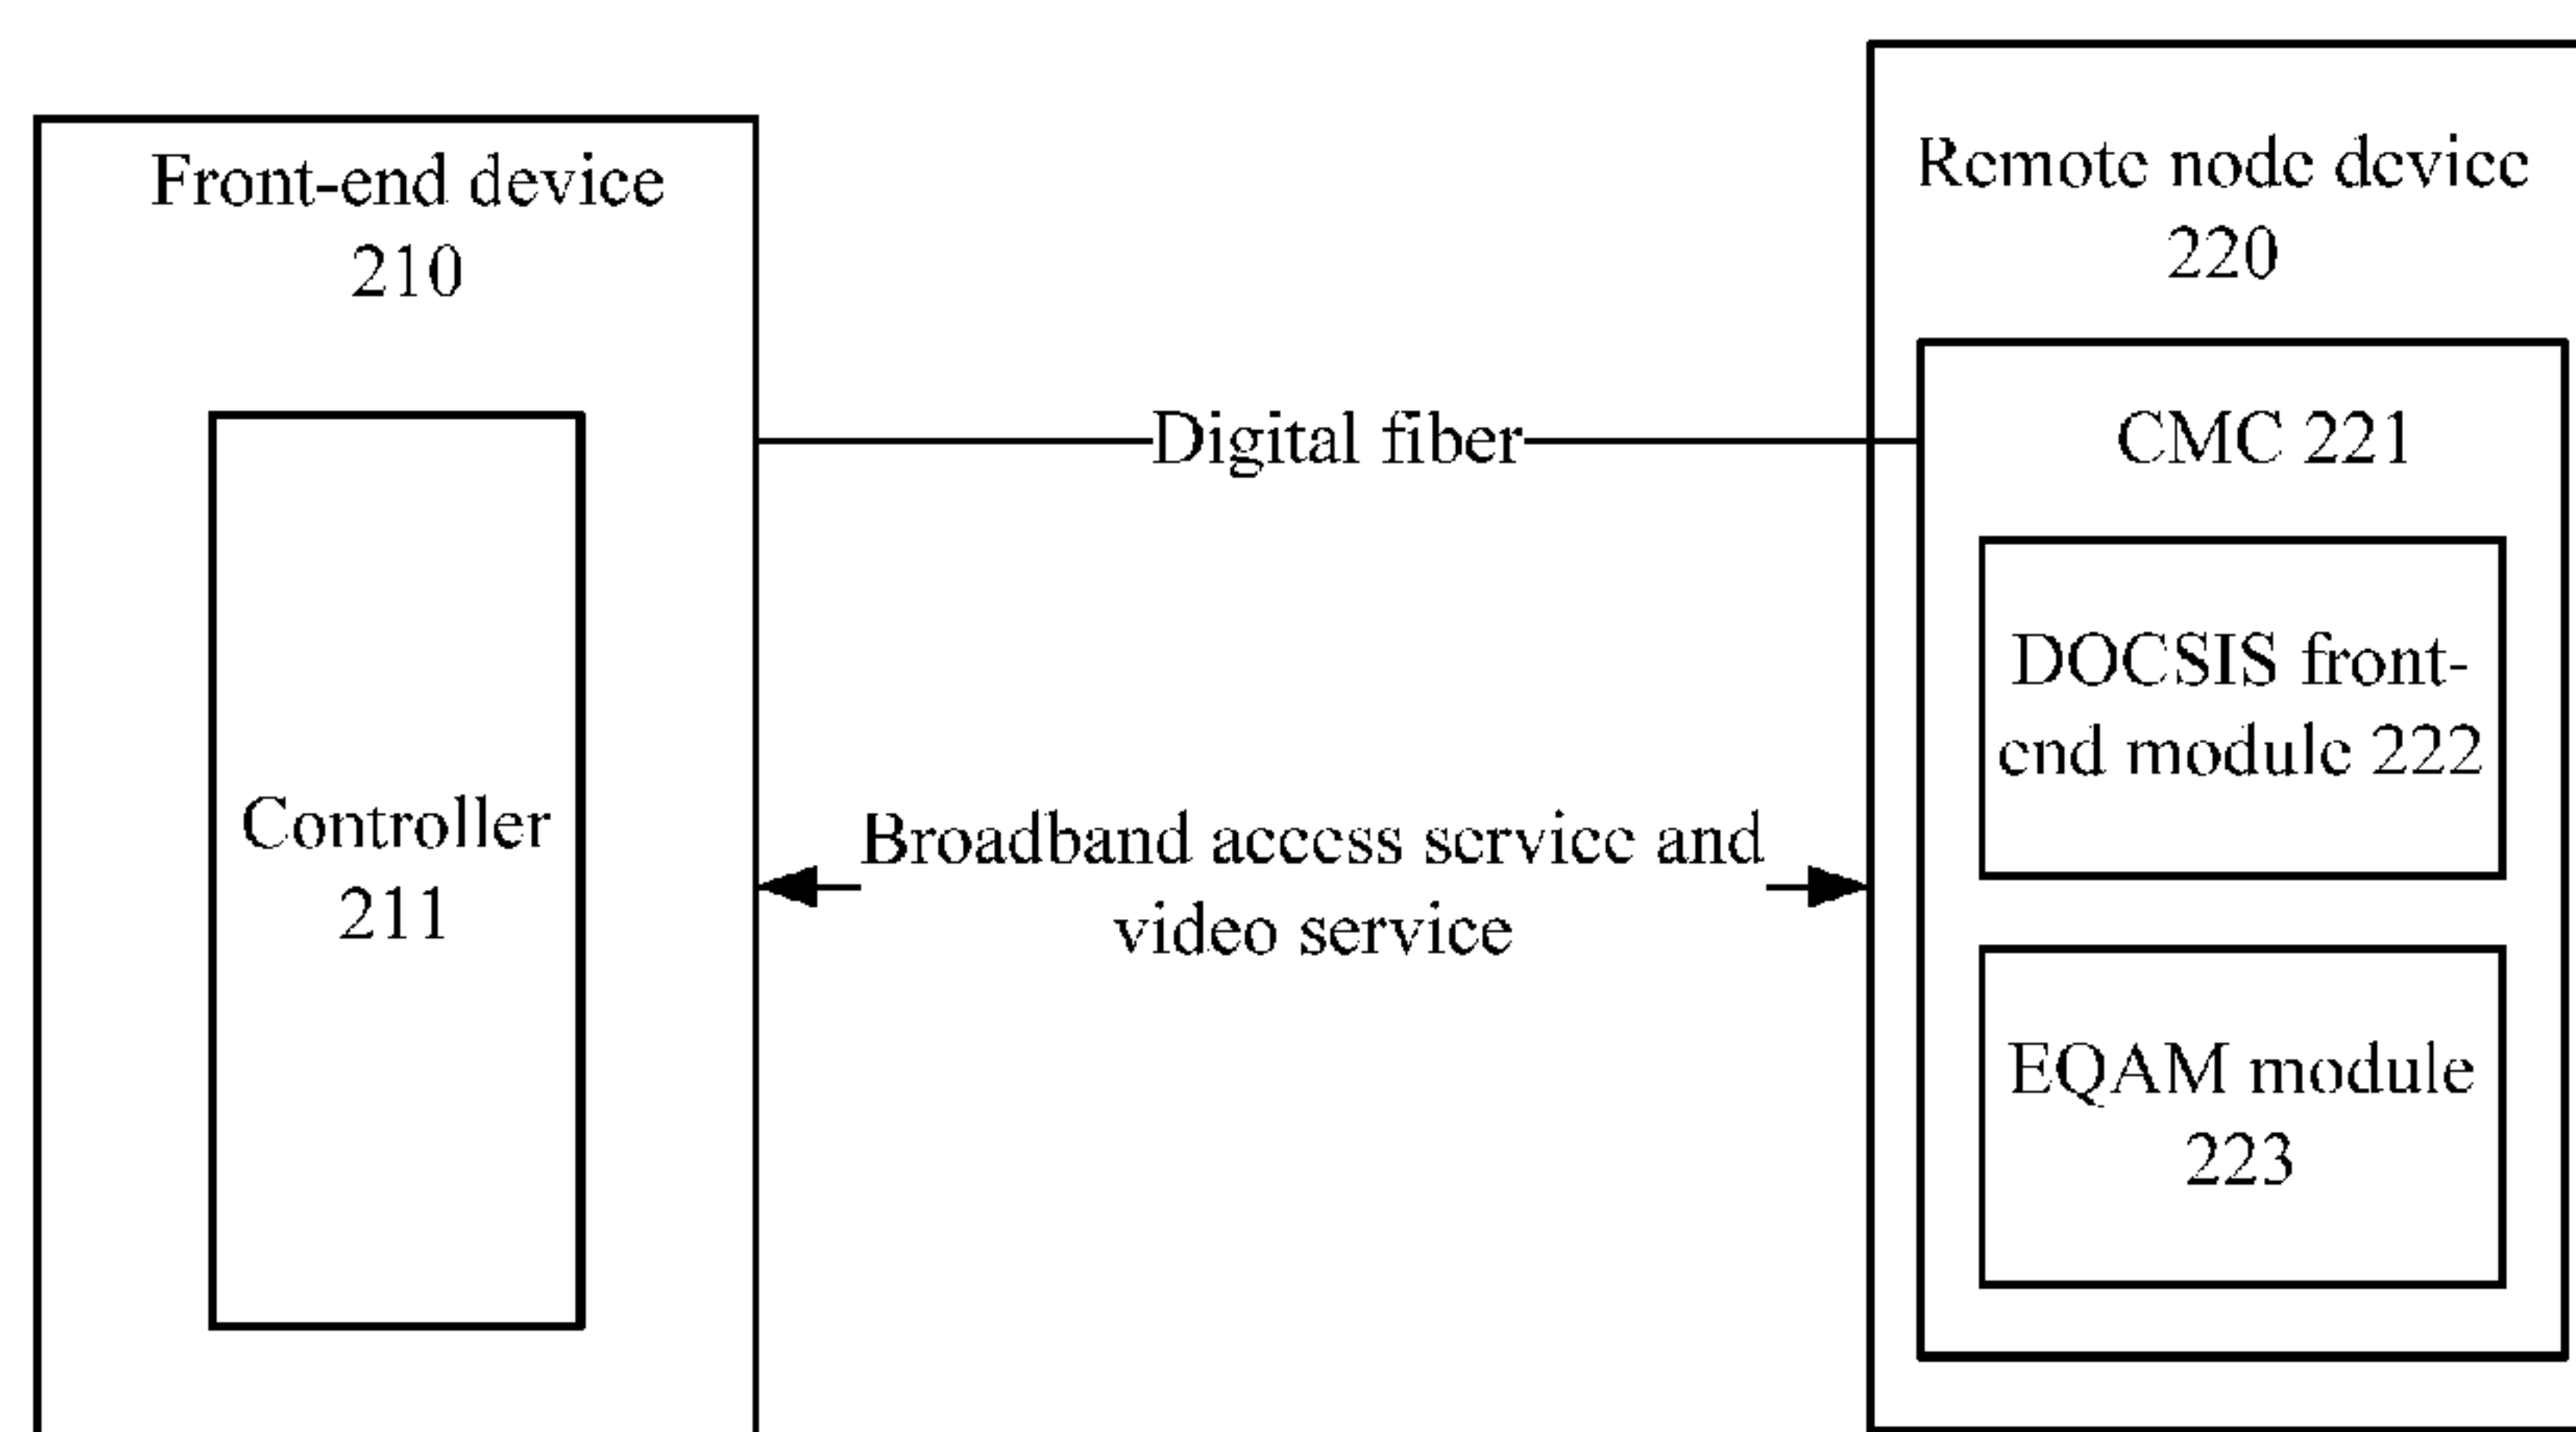 Front-end device
210
Controller
211
Digital fiber
Broadband access service and
video service
Remote node device
220
CMC 221
DOCSIS front-
end module 222
EQAM module
223